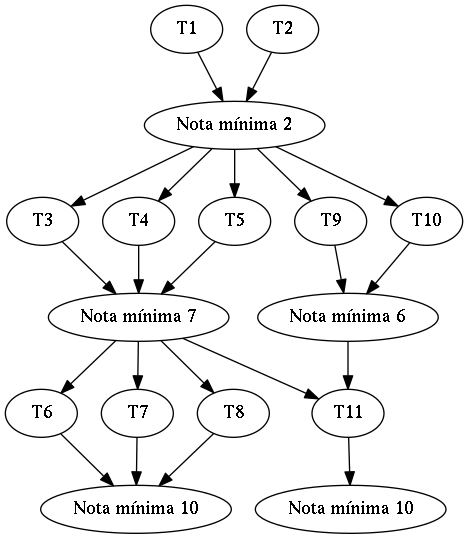 T1
T2
Nota mínima 2
T3
T4
T5
T9
T10
Nota mínima 7
Nota mínima 6
T6
T7
T8
T11
Nota mínima 10
Nota mínima 10